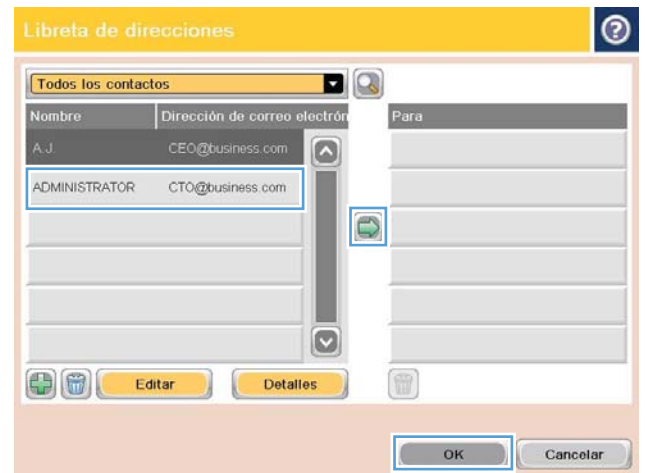 Libreta de direcciones
?
Todos los contactos
Nombre Dirección de correo electrón Para
A.J. CEO@business.com
ADMINISTRATOR CTO@business.com
Editar Detalles
OK Cancelar